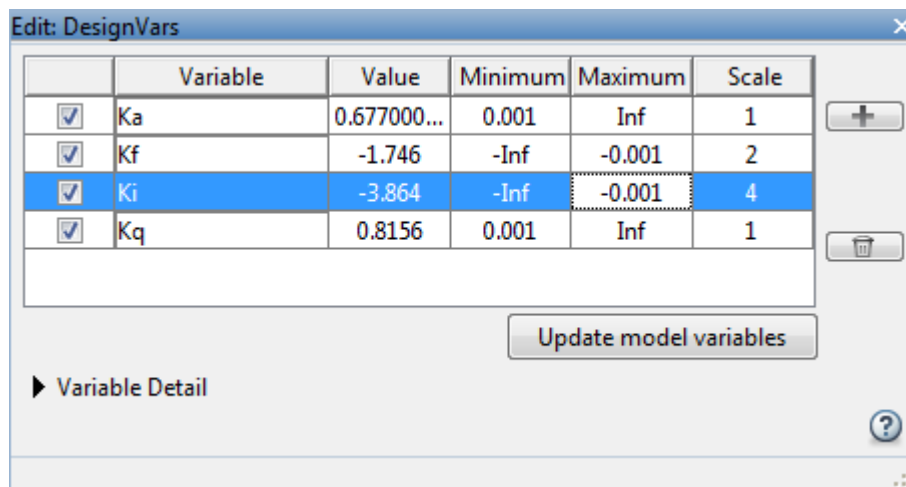 Edit: DesignVars
Variable Value Minimum Maximum Scale
Ka 0.677000... 0.001 Inf 1
Kf -1.746 -Inf -0.001 2
Ki -3.864 -Inf -0.001 4
Kq 0.8156 0.001 Inf 1
Update model variables
Variable Detail